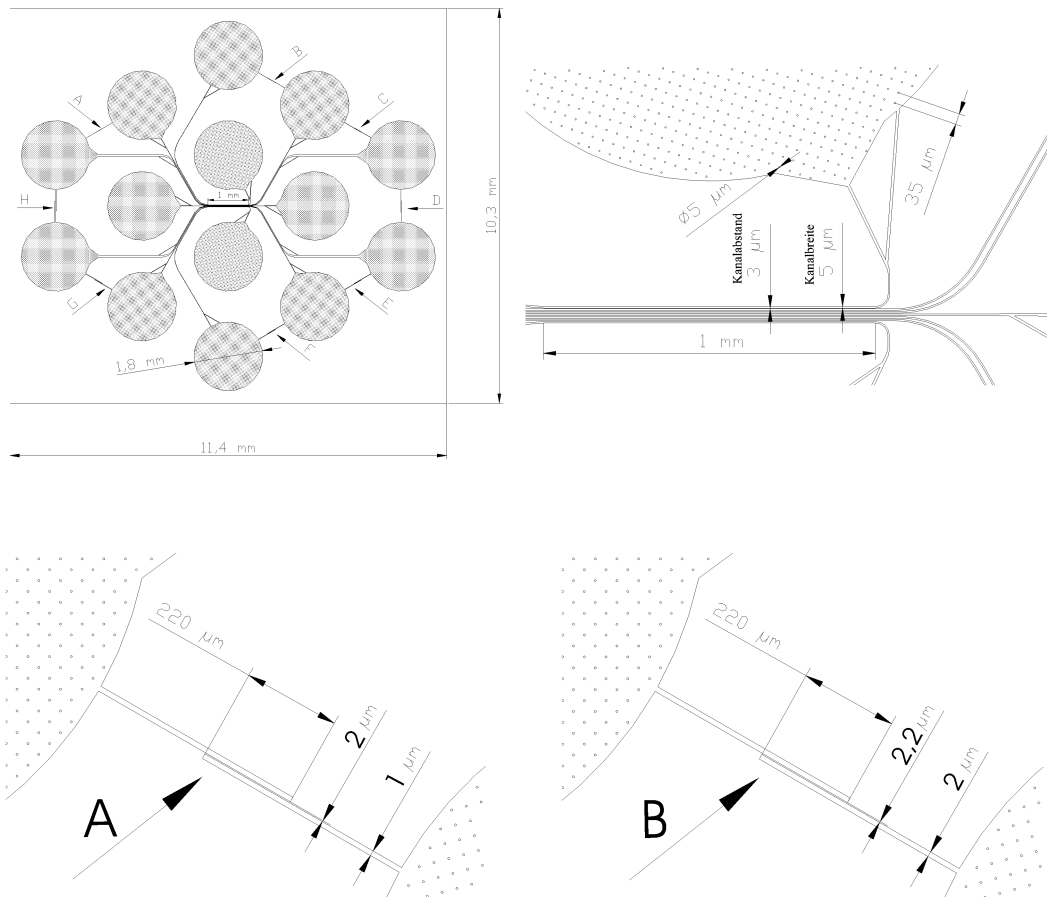 B
A
C
H
D
1 mm
G
E
F
1,8 mm
10,3 mm
11,4 mm
35 µm
Ø5 µm
Kanalabstand
3 µm
Kanalbreite
5 µm
1 mm
220 µm
2 µm
1 µm
A
220 µm
2,2 µm
2 µm
B